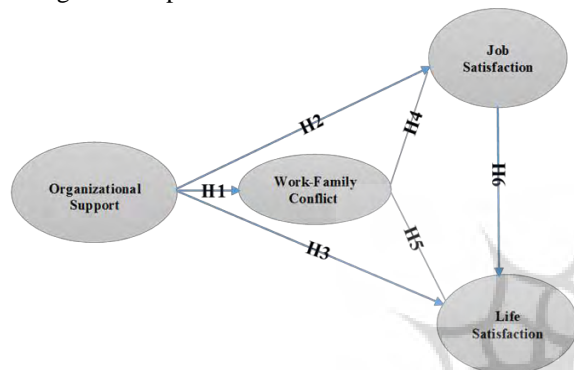 Job
Satisfaction
H2
H4
Organizational
Support
H1
Work-Family
Conflict
H6
H3
H5
Life
Satisfaction